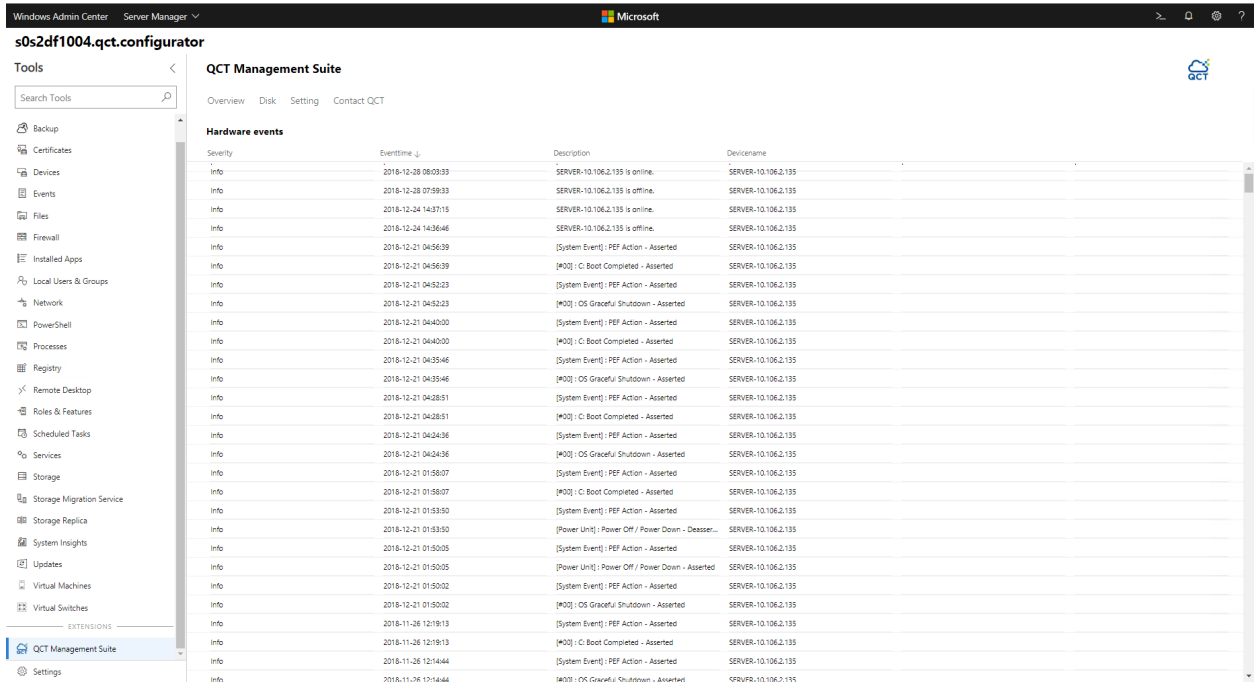 Windows Admin Center Server Manager Microsoft
s0s2df1004.qct.configurator
Tools
Search Tools
Backup
Certificates
Devices
Events
Files
Firewall
Installed Apps
Local Users & Groups
Network
PowerShell
Processes
Registry
Remote Desktop
Roles & Features
Scheduled Tasks
Services
Storage
Storage Migration Service
Storage Replica
System Insights
Updates
Virtual Machines
Virtual Switches
EXTENSIONS
QCT Management Suite
Settings
QCT Management Suite
QCT
Overview Disk Setting Contact QCT
Hardware events
Severity Eventtime Description Devicename
Info 2018-12-28 08:03:33 SERVER-10.106.2.135 is online. SERVER-10.106.2.135
Info 2018-12-28 07:59:33 SERVER-10.106.2.135 is offline. SERVER-10.106.2.135
Info 2018-12-24 14:37:15 SERVER-10.106.2.135 is online. SERVER-10.106.2.135
Info 2018-12-24 14:36:46 SERVER-10.106.2.135 is offline. SERVER-10.106.2.135
Info 2018-12-21 04:56:39 [System Event] : PEF Action - Asserted SERVER-10.106.2.135
Info 2018-12-21 04:56:39 [#00] : C: Boot Completed - Asserted SERVER-10.106.2.135
Info 2018-12-21 04:52:23 [System Event] : PEF Action - Asserted SERVER-10.106.2.135
Info 2018-12-21 04:52:23 [#00] : OS Graceful Shutdown - Asserted SERVER-10.106.2.135
Info 2018-12-21 04:40:00 [System Event] : PEF Action - Asserted SERVER-10.106.2.135
Info 2018-12-21 04:40:00 [#00] : C: Boot Completed - Asserted SERVER-10.106.2.135
Info 2018-12-21 04:35:46 [System Event] : PEF Action - Asserted SERVER-10.106.2.135
Info 2018-12-21 04:35:46 [#00] : OS Graceful Shutdown - Asserted SERVER-10.106.2.135
Info 2018-12-21 04:28:51 [System Event] : PEF Action - Asserted SERVER-10.106.2.135
Info 2018-12-21 04:28:51 [#00] : C: Boot Completed - Asserted SERVER-10.106.2.135
Info 2018-12-21 04:24:36 [System Event] : PEF Action - Asserted SERVER-10.106.2.135
Info 2018-12-21 04:24:36 [#00] : OS Graceful Shutdown - Asserted SERVER-10.106.2.135
Info 2018-12-21 01:58:07 [System Event] : PEF Action - Asserted SERVER-10.106.2.135
Info 2018-12-21 01:58:07 [#00] : C: Boot Completed - Asserted SERVER-10.106.2.135
Info 2018-12-21 01:53:50 [System Event] : PEF Action - Asserted SERVER-10.106.2.135
Info 2018-12-21 01:53:50 [Power Unit] : Power Off / Power Down - Deasser... SERVER-10.106.2.135
Info 2018-12-21 01:50:05 [System Event] : PEF Action - Asserted SERVER-10.106.2.135
Info 2018-12-21 01:50:05 [Power Unit] : Power Off / Power Down - Asserted SERVER-10.106.2.135
Info 2018-12-21 01:50:02 [System Event] : PEF Action - Asserted SERVER-10.106.2.135
Info 2018-12-21 01:50:02 [#00] : OS Graceful Shutdown - Asserted SERVER-10.106.2.135
Info 2018-11-26 12:19:13 [System Event] : PEF Action - Asserted SERVER-10.106.2.135
Info 2018-11-26 12:19:13 [#00] : C: Boot Completed - Asserted SERVER-10.106.2.135
Info 2018-11-26 12:14:44 [System Event] : PEF Action - Asserted SERVER-10.106.2.135
Info 2018-11-26 12:14:44 [#00] : OS Graceful Shutdown - Asserted SERVER-10.106.2.135